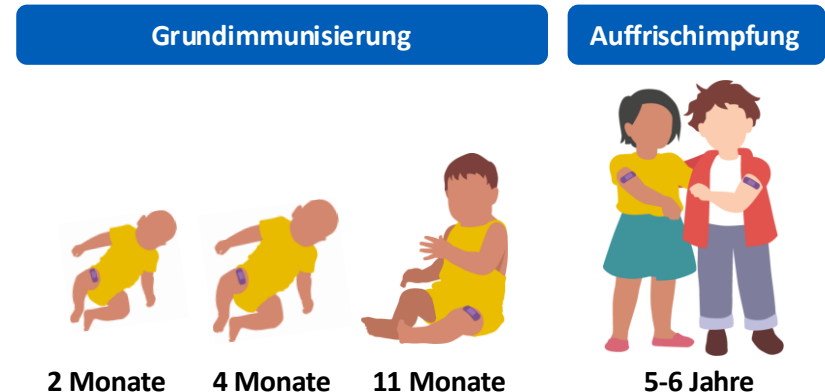 Grundimmunisierung
Auffrischimpfung
2 Monate
4 Monate
11 Monate
5-6 Jahre